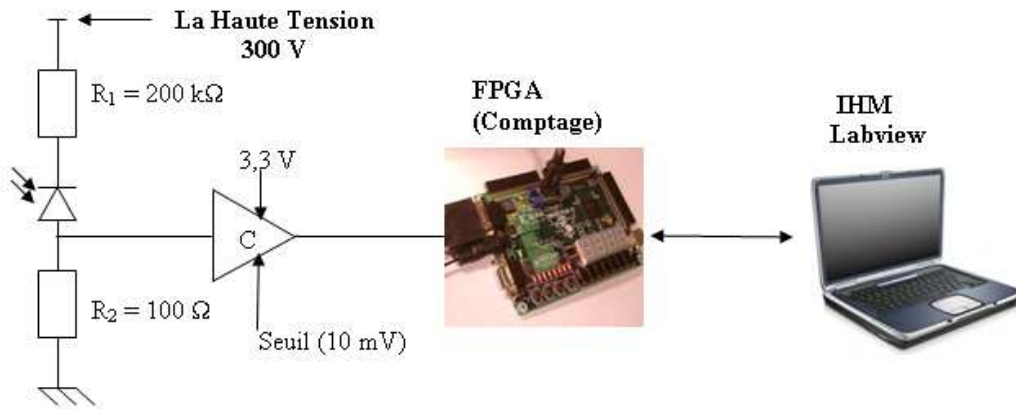 La Haute Tension
300 V
R₁ = 200 kΩ
FPGA
(Comptage)
IHM
Labview
3,3 V
C
R₂ = 100 Ω
Seuil (10 mV)